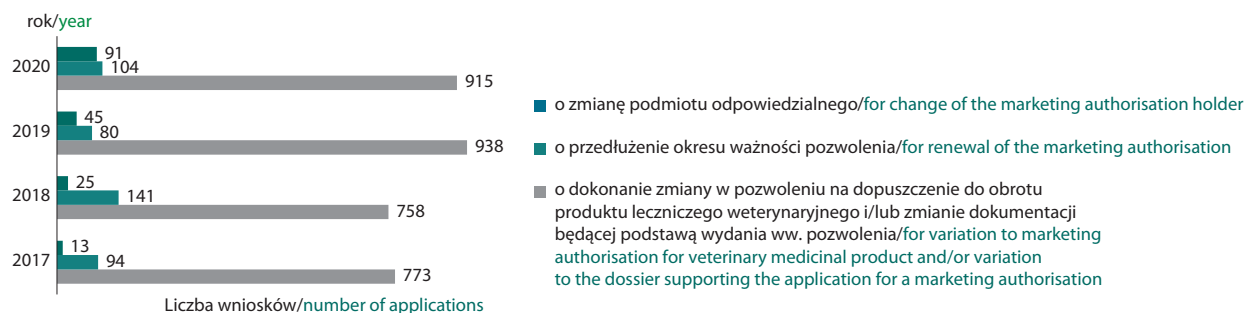 rok/year
91
2020
104
915
45
2019
80
938
25
2018
141
758
13
2017
94
773
Liczba wniosków/number of applications
o zmianę podmiotu odpowiedzialnego/for change of the marketing authorisation holder
o przedłużenie okresu ważności pozwolenia/for renewal of the marketing authorisation
o dokonanie zmiany w pozwoleniu na dopuszczenie do obrotu
produktu leczniczego weterynaryjnego i/lub zmianie dokumentacji
będącej podstawą wydania ww. pozwolenia/for variation to marketing
authorisation for veterinary medicinal product and/or variation
to the dossier supporting the application for a marketing authorisation